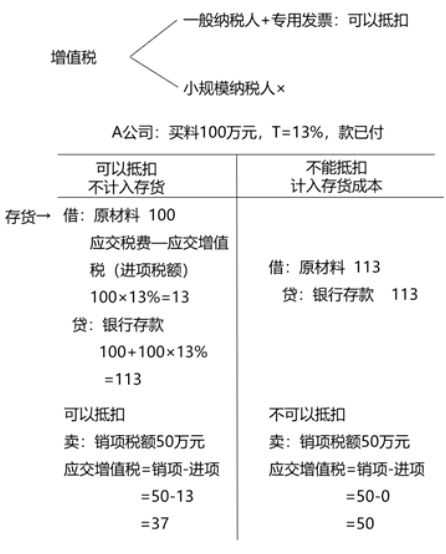 一般纳税人+专用发票：可以抵扣
增值税
小规模纳税人×
A公司：买料100万元，T=13%，款已付
可以抵扣
不计入存货
不能抵扣
计入存货成本
存货→ 借：原材料 100
应交税费—应交增值
税（进项税额）
100×13%=13
贷：银行存款
100+100×13%
=113
借：原材料 113
贷：银行存款 113
可以抵扣
卖：销项税额50万元
应交增值税=销项-进项
=50-13
=37
不可以抵扣
卖：销项税额50万元
应交增值税=销项-进项
=50-0
=50